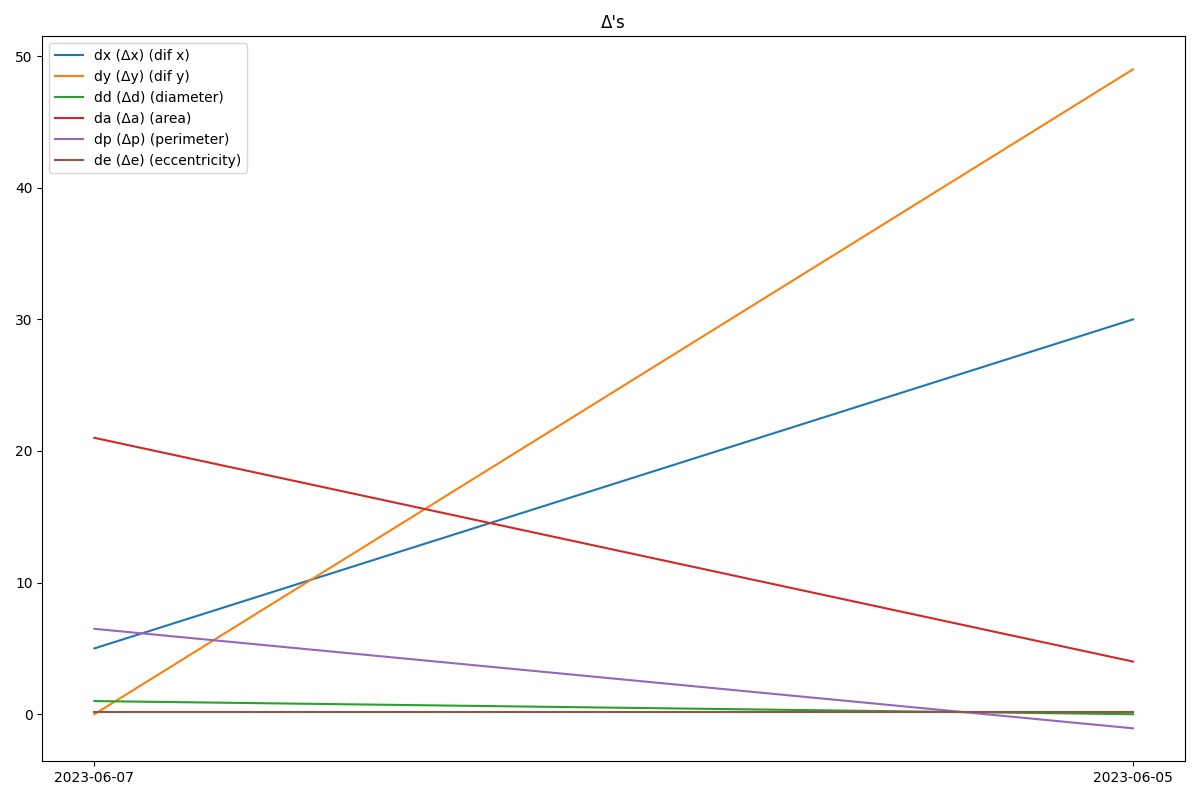 Δ's
dx (Δx) (dif x)
dy (Δy) (dif y)
dd (Δd) (diameter)
da (Δa) (area)
dp (Δp) (perimeter)
de (Δe) (eccentricity)
50
40
30
20
10
0
2023-06-07 2023-06-05